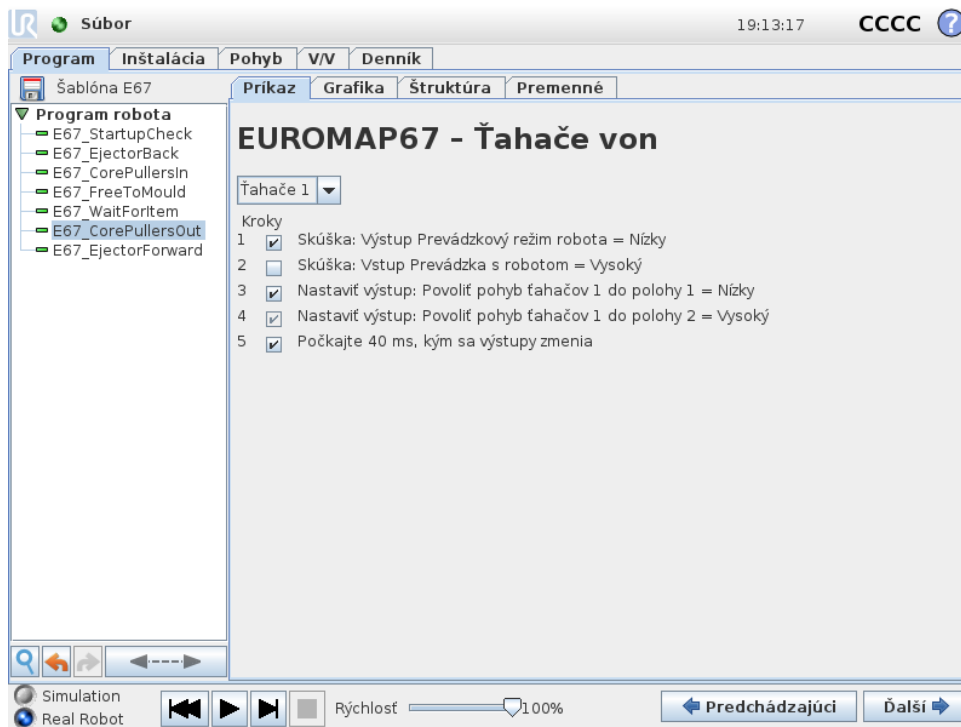 UR Súbor 19:13:17 CCCC ?
Program Inštalácia Pohyb V/V Denník
Šablóna E67
Príkaz Grafika Štruktúra Premenné
Program robota
E67_StartupCheck
E67_EjectorBack
E67_CorePullersIn
E67_FreeToMould
E67_WaitForItem
E67_CorePullersOut
E67_EjectorForward
EUROMAP67 – Ťahače von
Ťahače 1
Kroky
1 Skúška: Výstup Prevádzkový režim robota = Nízky
2 Skúška: Vstup Prevádzka s robotom = Vysoký
3 Nastaviť výstup: Povoliť pohyb ťahačov 1 do polohy 1 = Nízky
4 Nastaviť výstup: Povoliť pohyb ťahačov 1 do polohy 2 = Vysoký
5 Počkajte 40 ms, kým sa výstupy zmenia
Simulation
Real Robot
Rýchlosť 100%
Predchádzajúci Ďalší